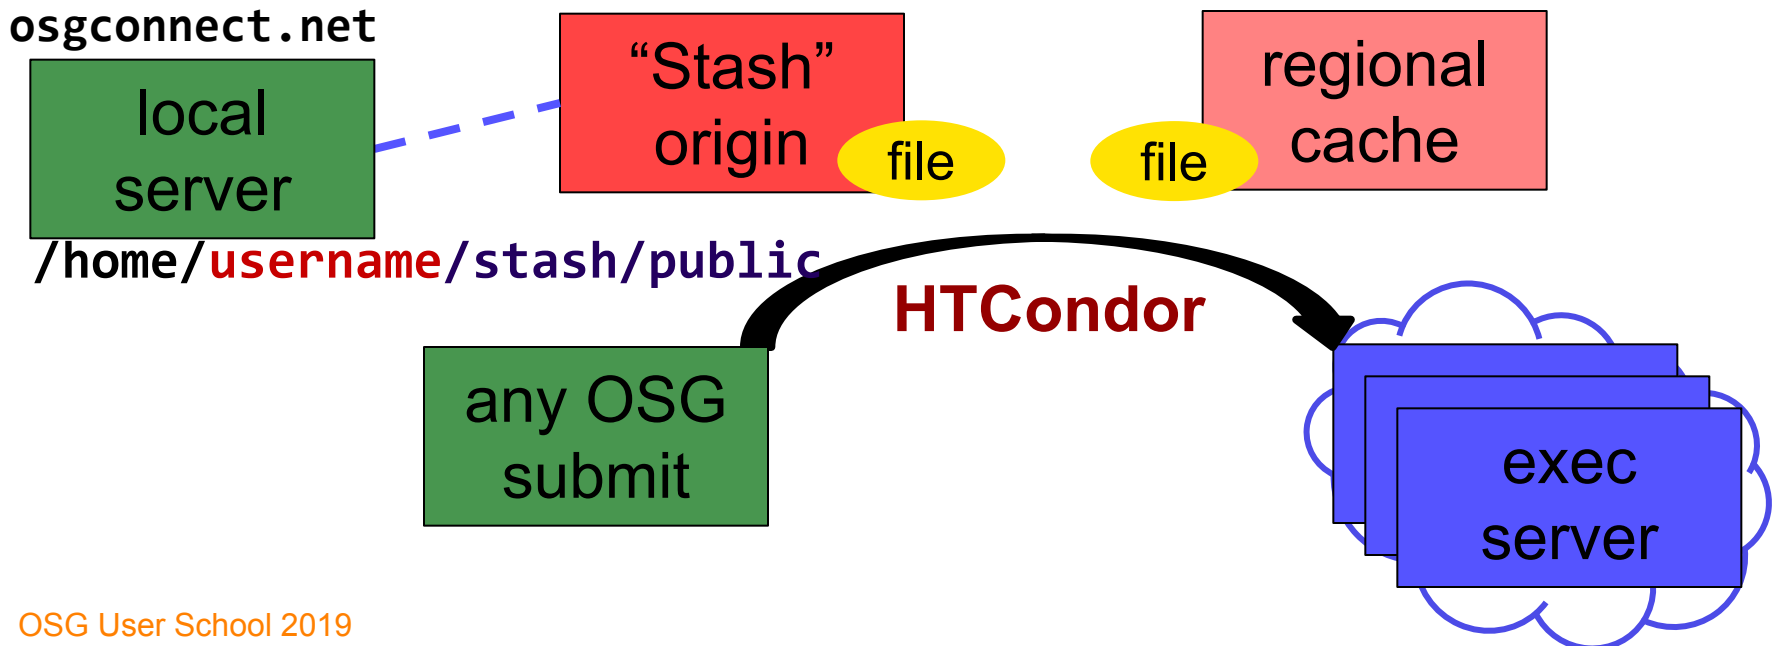 osgconnect.net
local
server
“Stash”
origin
file
file
regional
cache
/home/username/stash/public
HTCondor
any OSG
submit
exec
server
OSG User School 2019